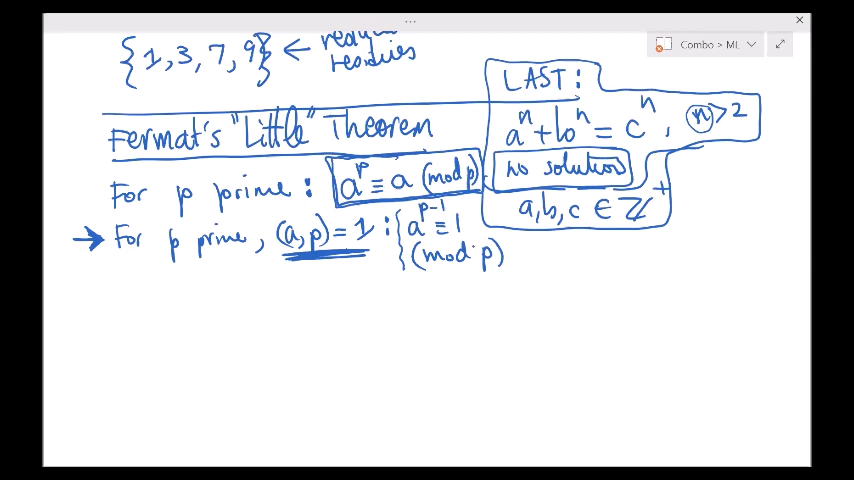 Combo > ML
{1, 3, 7, 9} ←
residues
LAST:
aⁿ + bⁿ = cⁿ, n > 2
no solutions
a, b, c ∈ ℤ⁺
Fermat's "Little" Theorem
For p prime : aᵖ ≡ a (mod p).
→ For p prime, (a, p) = 1 : { aᵖ⁻¹ ≡ 1
(mod p)